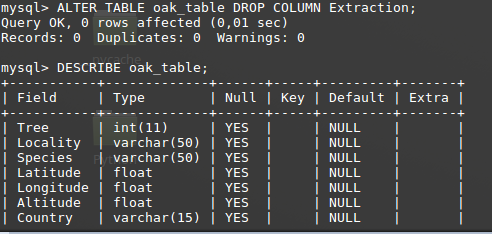 mysql> ALTER TABLE oak_table DROP COLUMN Extraction;
Query OK, 0 rows affected (0,01 sec)
Records: 0  Duplicates: 0  Warnings: 0
mysql> DESCRIBE oak_table;
+-----------+-------------+------+-----+---------+-------+
| Field     | Type        | Null | Key | Default | Extra |
+-----------+-------------+------+-----+---------+-------+
| Tree      | int(11)     | YES  |     | NULL    |       |
| Locality  | varchar(50) | YES  |     | NULL    |       |
| Species   | varchar(50) | YES  |     | NULL    |       |
| Latitude  | float       | YES  |     | NULL    |       |
| Longitude | float       | YES  |     | NULL    |       |
| Altitude  | float       | YES  |     | NULL    |       |
| Country   | varchar(15) | YES  |     | NULL    |       |